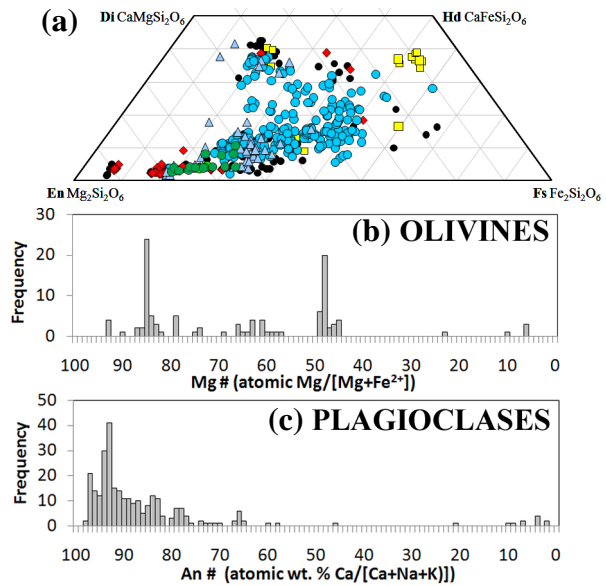 (a)
Di CaMgSi2O6
Hd CaFeSi2O6
En Mg2Si2O6
Fs Fe2Si2O6
(b) OLIVINES
Frequency
30
20
10
0
100 90 80 70 60 50 40 30 20 10 0
Mg # (atomic Mg/[Mg+Fe²⁺])
(c) PLAGIOCLASES
Frequency
50
40
30
20
10
0
100 90 80 70 60 50 40 30 20 10 0
An # (atomic wt. % Ca/[Ca+Na+K])